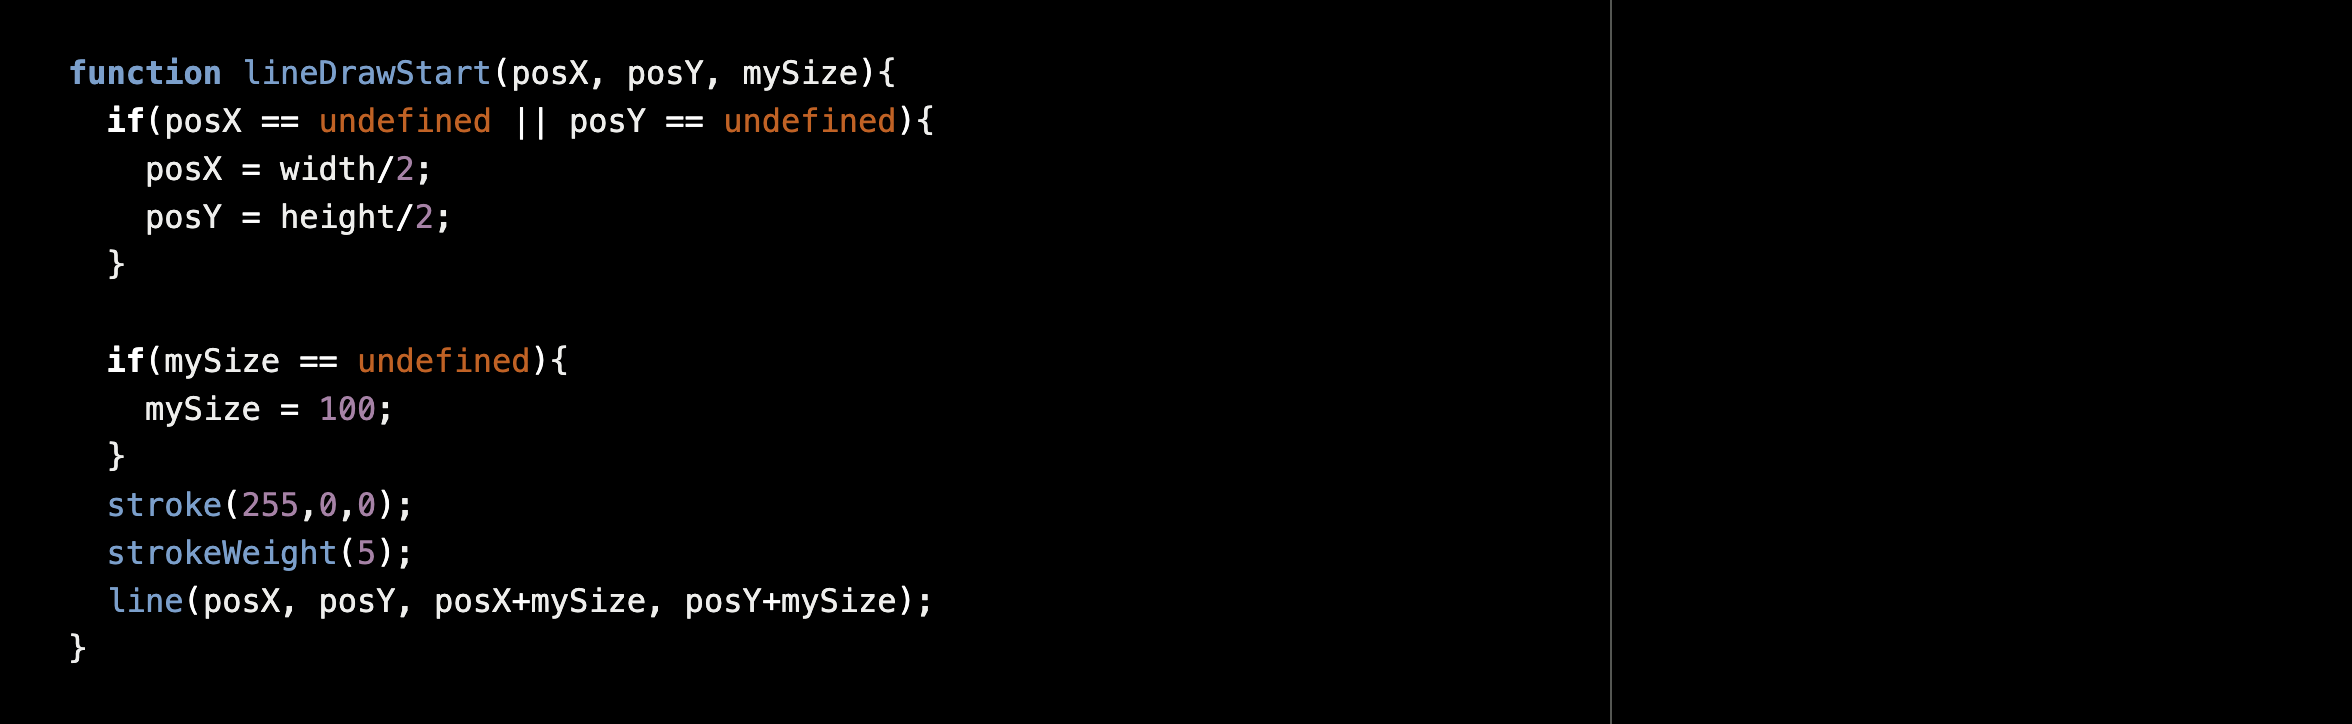 function lineDrawStart(posX, posY, mySize){
  if(posX == undefined || posY == undefined){
    posX = width/2;
    posY = height/2;
  }

  if(mySize == undefined){
    mySize = 100;
  }
  stroke(255,0,0);
  strokeWeight(5);
  line(posX, posY, posX+mySize, posY+mySize);
}